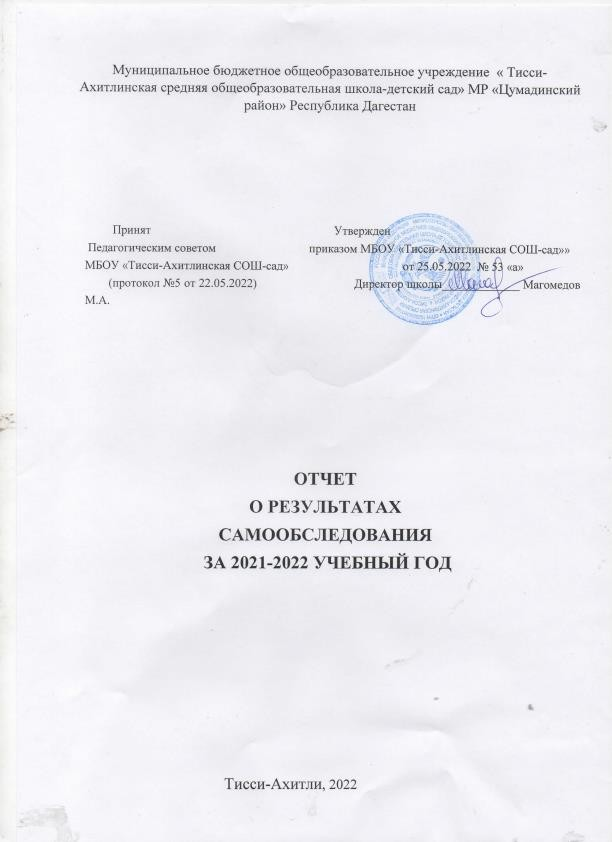 Муниципальное бюджетное общеобразовательное учреждение « Тисси-
Ахитлинская средняя общеобразовательная школа-детский сад» МР «Цумадинский
район» Республика Дагестан
Принят Утвержден
Педагогическим советом приказом МБОУ «Тисси-Ахитлинская СОШ-сад»»
МБОУ «Тисси-Ахитлинская СОШ-сад» от 25.05.2022 № 53 «а»
(протокол №5 от 22.05.2022) Директор школы____________ Магомедов
М.А.
ОТЧЕТ
О РЕЗУЛЬТАТАХ
САМООБСЛЕДОВАНИЯ
ЗА 2021-2022 УЧЕБНЫЙ ГОД
Тисси-Ахитли, 2022